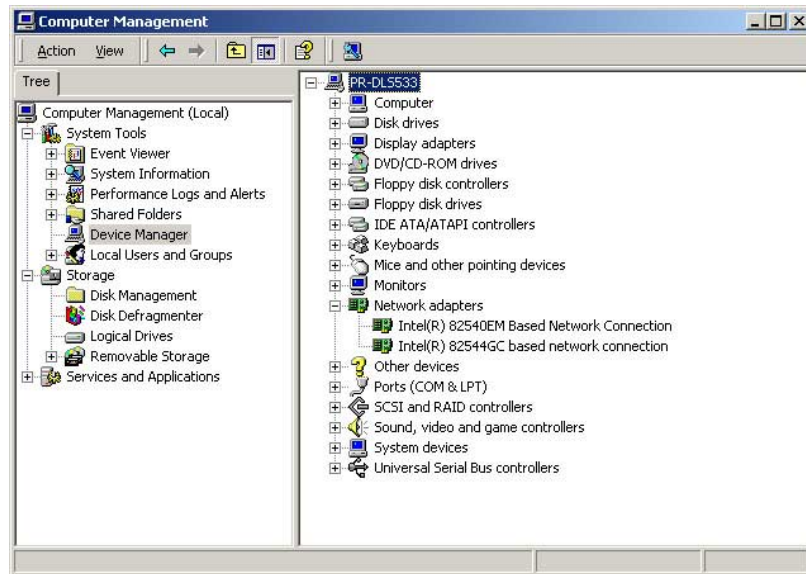 Computer Management
Action View
Tree
Computer Management (Local)
System Tools
Event Viewer
System Information
Performance Logs and Alerts
Shared Folders
Device Manager
Local Users and Groups
Storage
Disk Management
Disk Defragmenter
Logical Drives
Removable Storage
Services and Applications
PR-DLS533
Computer
Disk drives
Display adapters
DVD/CD-ROM drives
Floppy disk controllers
Floppy disk drives
IDE ATA/ATAPI controllers
Keyboards
Mice and other pointing devices
Monitors
Network adapters
Intel(R) 82540EM Based Network Connection
Intel(R) 82544GC based network connection
Other devices
Ports (COM & LPT)
SCSI and RAID controllers
Sound, video and game controllers
System devices
Universal Serial Bus controllers